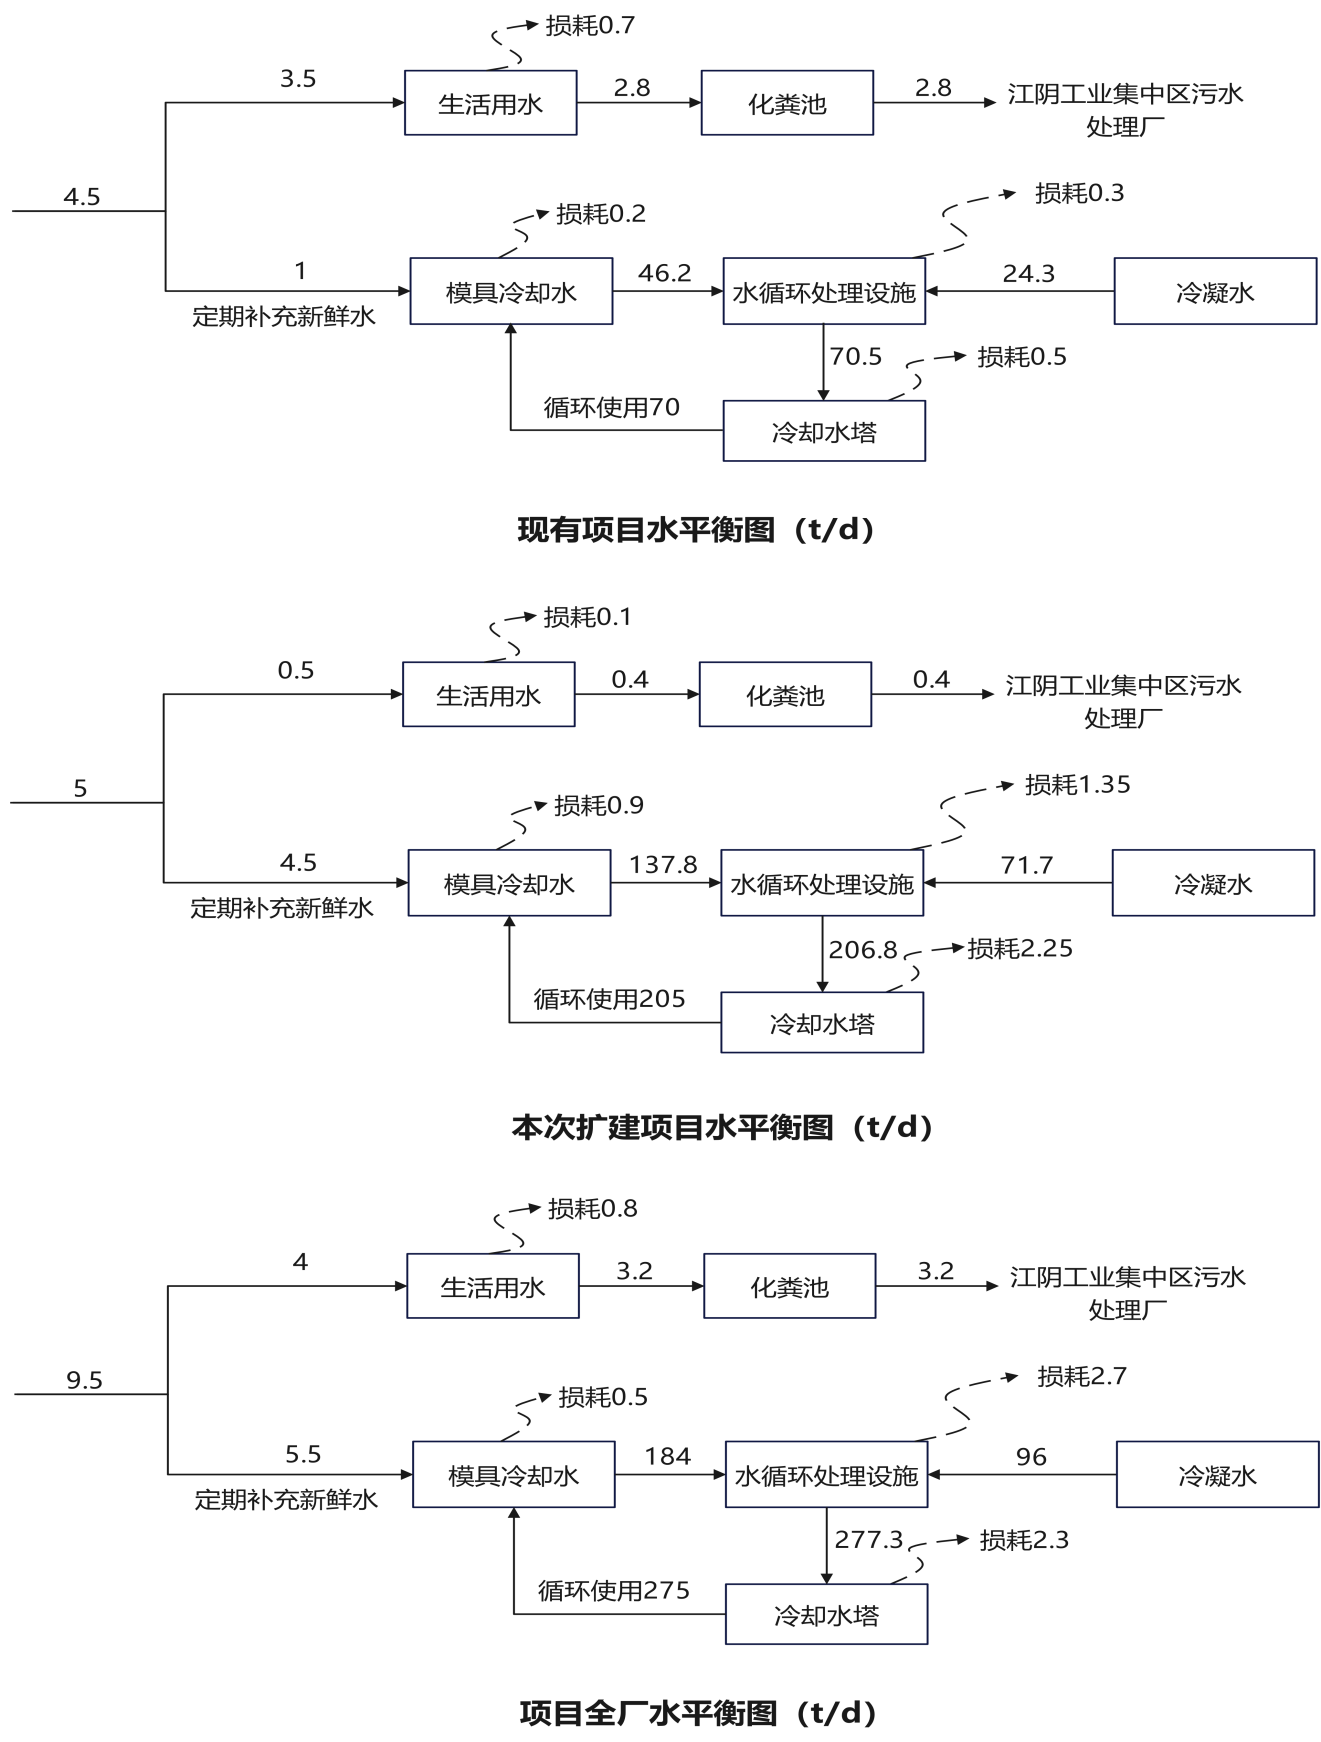 损耗0.7
3.5
生活用水
2.8
化粪池
2.8
江阴工业集中区污水
处理厂
4.5
损耗0.2
损耗0.3
1
定期补充新鲜水
模具冷却水
46.2
水循环处理设施
24.3
冷凝水
70.5
损耗0.5
循环使用70
冷却水塔
现有项目水平衡图（t/d）
损耗0.1
0.5
生活用水
0.4
化粪池
0.4
江阴工业集中区污水
处理厂
5
损耗0.9
损耗1.35
4.5
定期补充新鲜水
模具冷却水
137.8
水循环处理设施
71.7
冷凝水
206.8
损耗2.25
循环使用205
冷却水塔
本次扩建项目水平衡图（t/d）
损耗0.8
4
生活用水
3.2
化粪池
3.2
江阴工业集中区污水
处理厂
9.5
损耗0.5
损耗2.7
5.5
定期补充新鲜水
模具冷却水
184
水循环处理设施
96
冷凝水
277.3
损耗2.3
循环使用275
冷却水塔
项目全厂水平衡图（t/d）